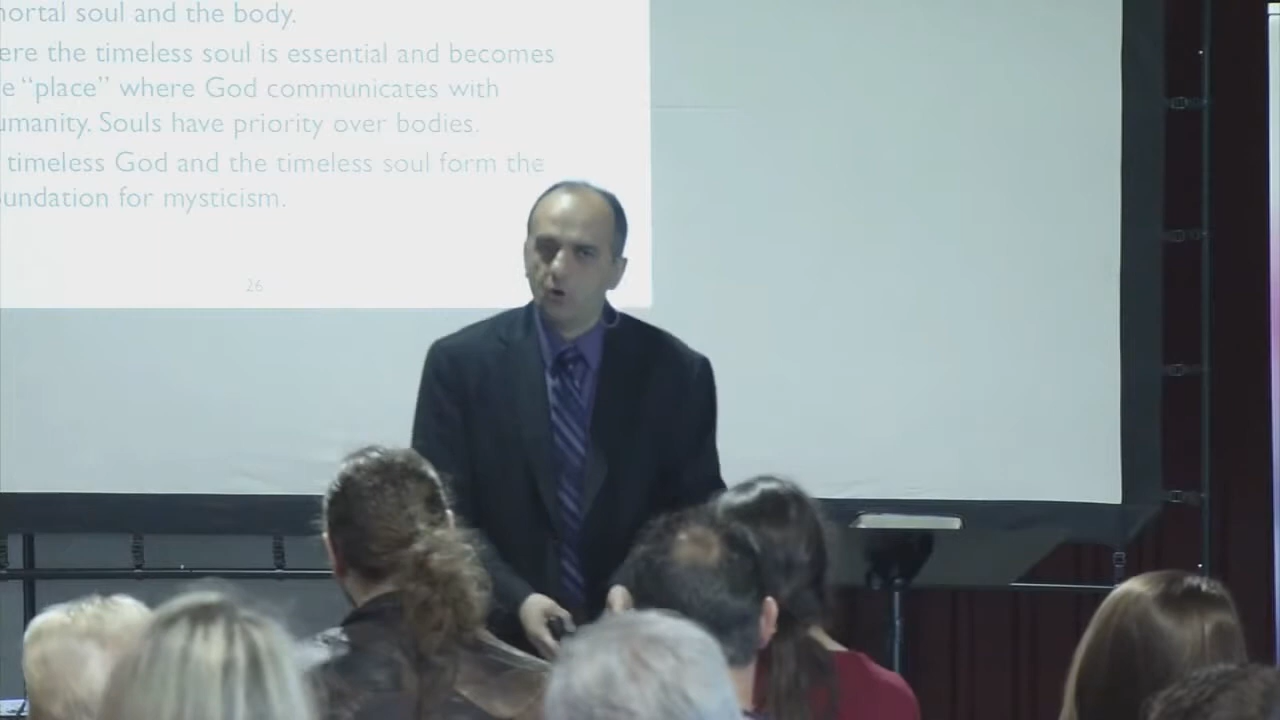 mortal soul and the body.
ere the timeless soul is essential and becomes
e “place” where God communicates with
umanity. Souls have priority over bodies.
timeless God and the timeless soul form the
undation for mysticism.
26